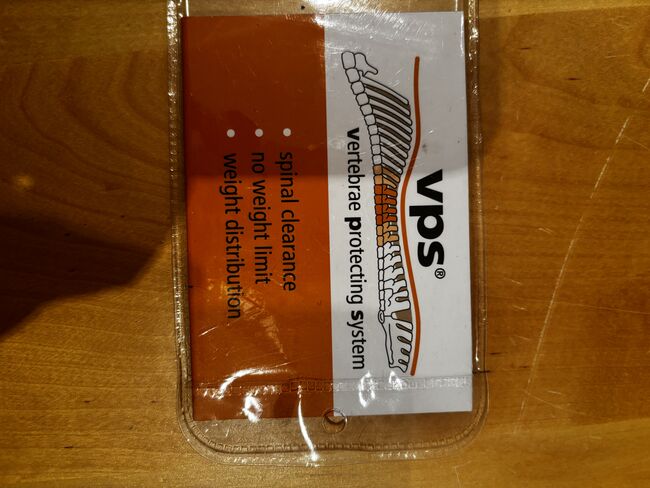 vps®
vertebrae protecting system
• spinal clearance
• no weight limit
• weight distribution